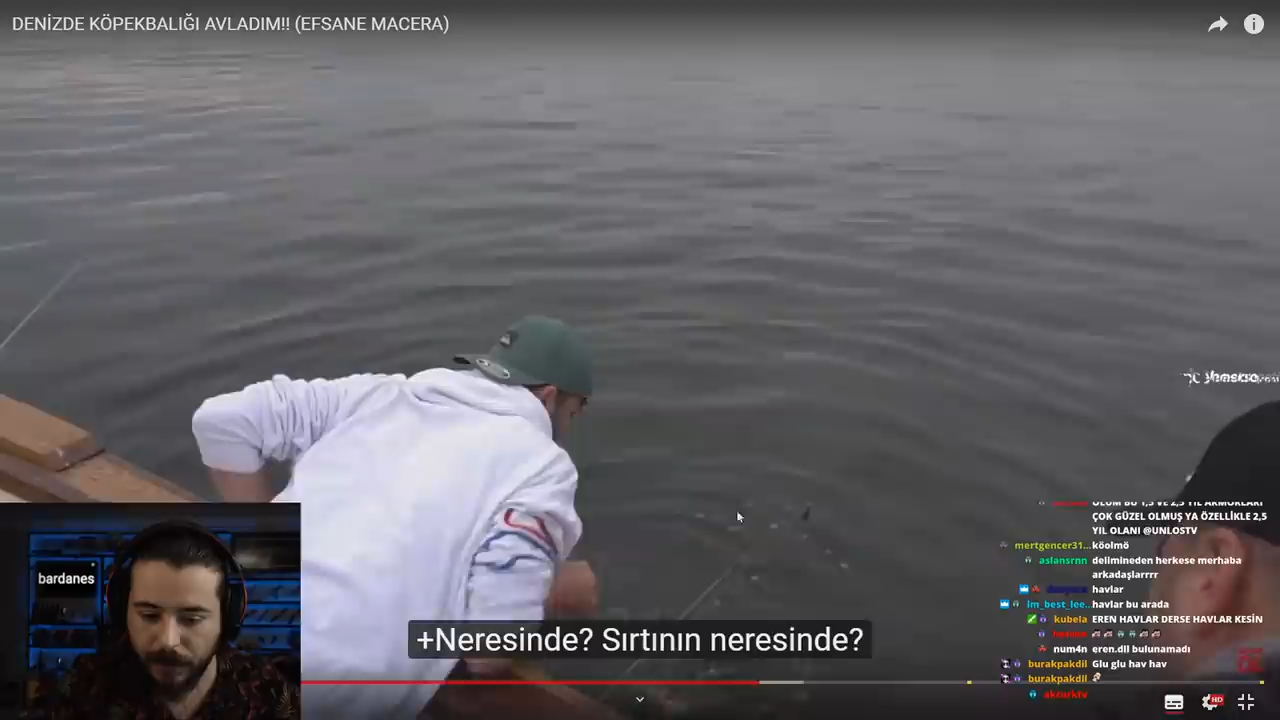 DENİZDE KÖPEKBALIĞI AVLADIM!! (EFSANE MACERA)
bardanes
+Neresinde? Sırtının neresinde?
ÇOK GÜZEL OLMUŞ YA ÖZELLİKLE 2,5
YIL OLANI @UNLOSTV
mertgencer31... köolmö
aslansrnn delimineden herkese merhaba
arkadaşlarrrr
havlar
Im_best_lee.. havlar bu arada
kubela EREN HAVLAR DERSE HAVLAR KESİN
num4n eren.dll bulunamadı
burakpakdil Glu glu hav hav
burakpakdil
HD